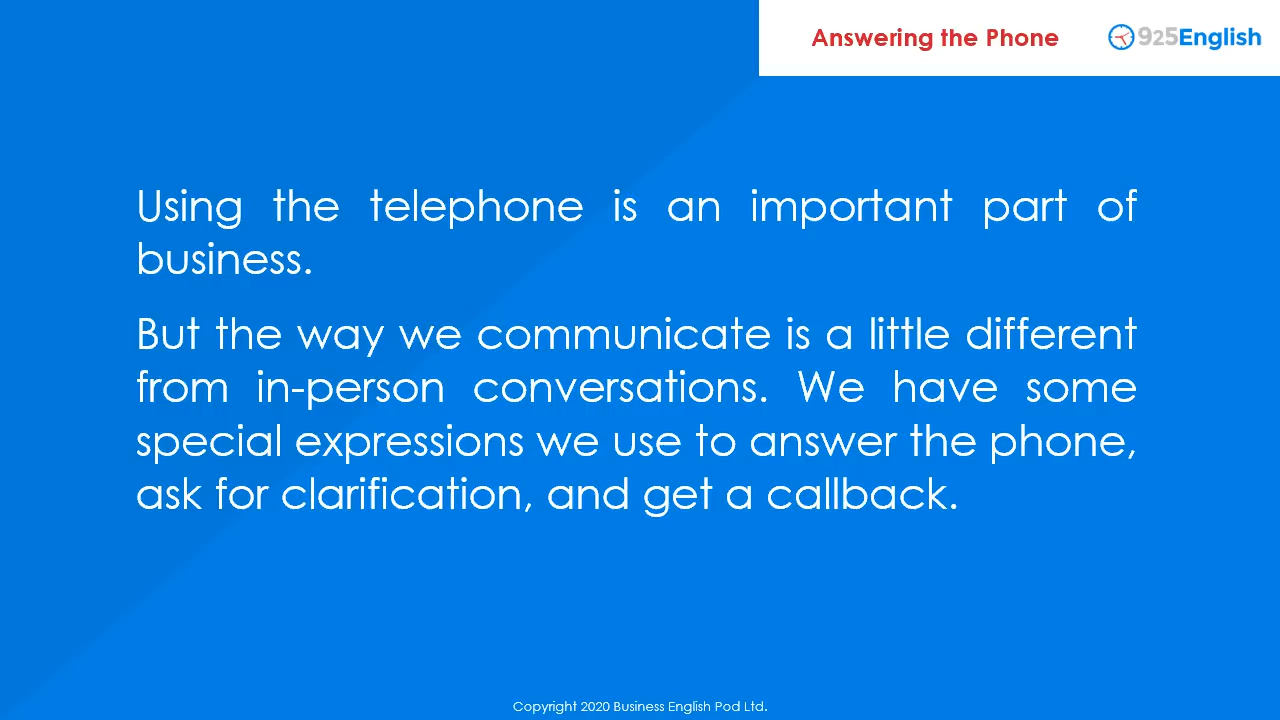 Answering the Phone
925English
Using the telephone is an important part of
business.
But the way we communicate is a little different
from in-person conversations. We have some
special expressions we use to answer the phone,
ask for clarification, and get a callback.
Copyright 2020 Business English Pod Ltd.